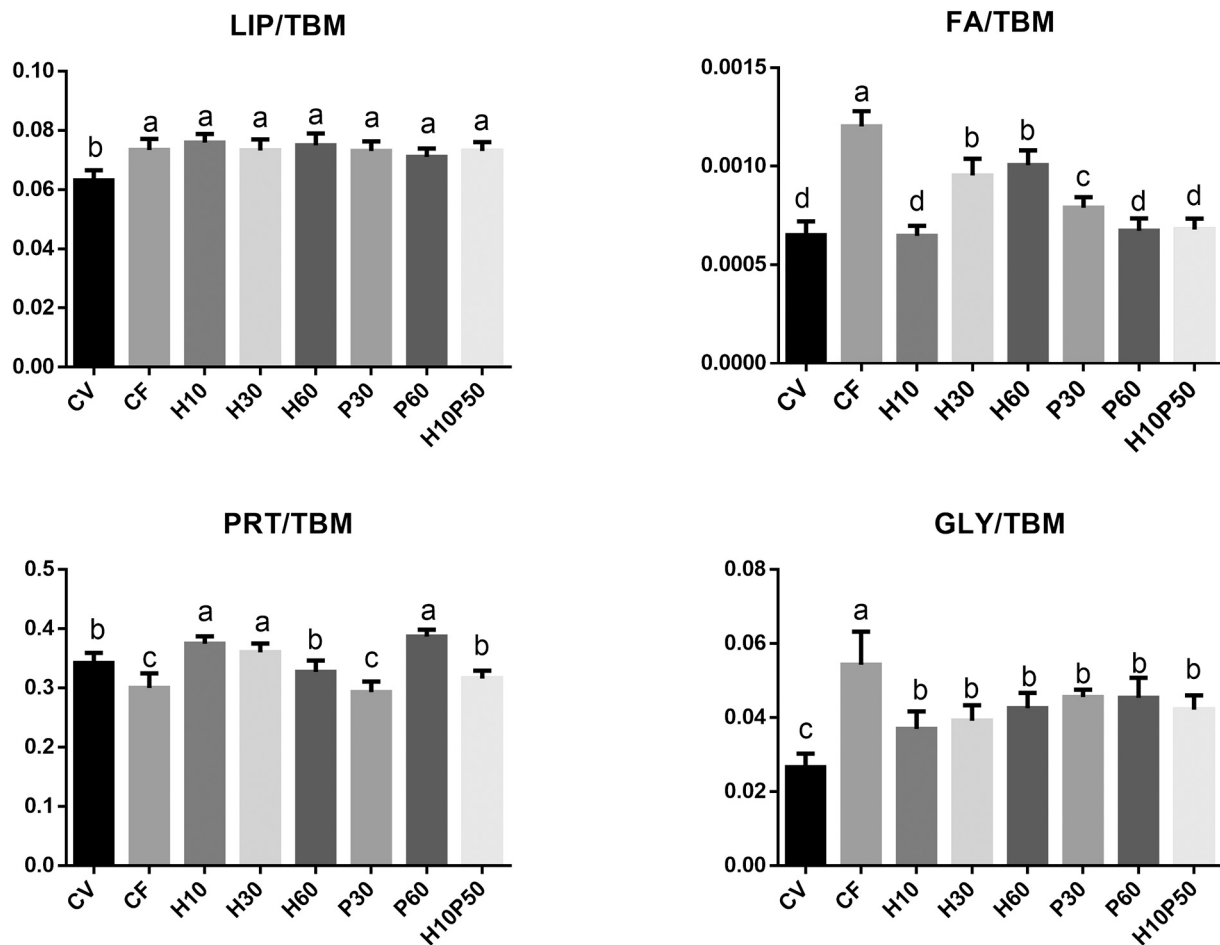 LIP/TBM
0.10
0.08
0.06
0.04
0.02
0.00
b
a
a
a
a
a
a
a
CV
CF
H10
H30
H60
P30
P60
H10P50
FA/TBM
0.0015
0.0010
0.0005
0.0000
d
a
d
b
b
c
d
d
CV
CF
H10
H30
H60
P30
P60
H10P50
PRT/TBM
0.5
0.4
0.3
0.2
0.1
0.0
b
c
a
a
b
c
a
b
CV
CF
H10
H30
H60
P30
P60
H10P50
GLY/TBM
0.08
0.06
0.04
0.02
0.00
c
a
b
b
b
b
b
b
CV
CF
H10
H30
H60
P30
P60
H10P50